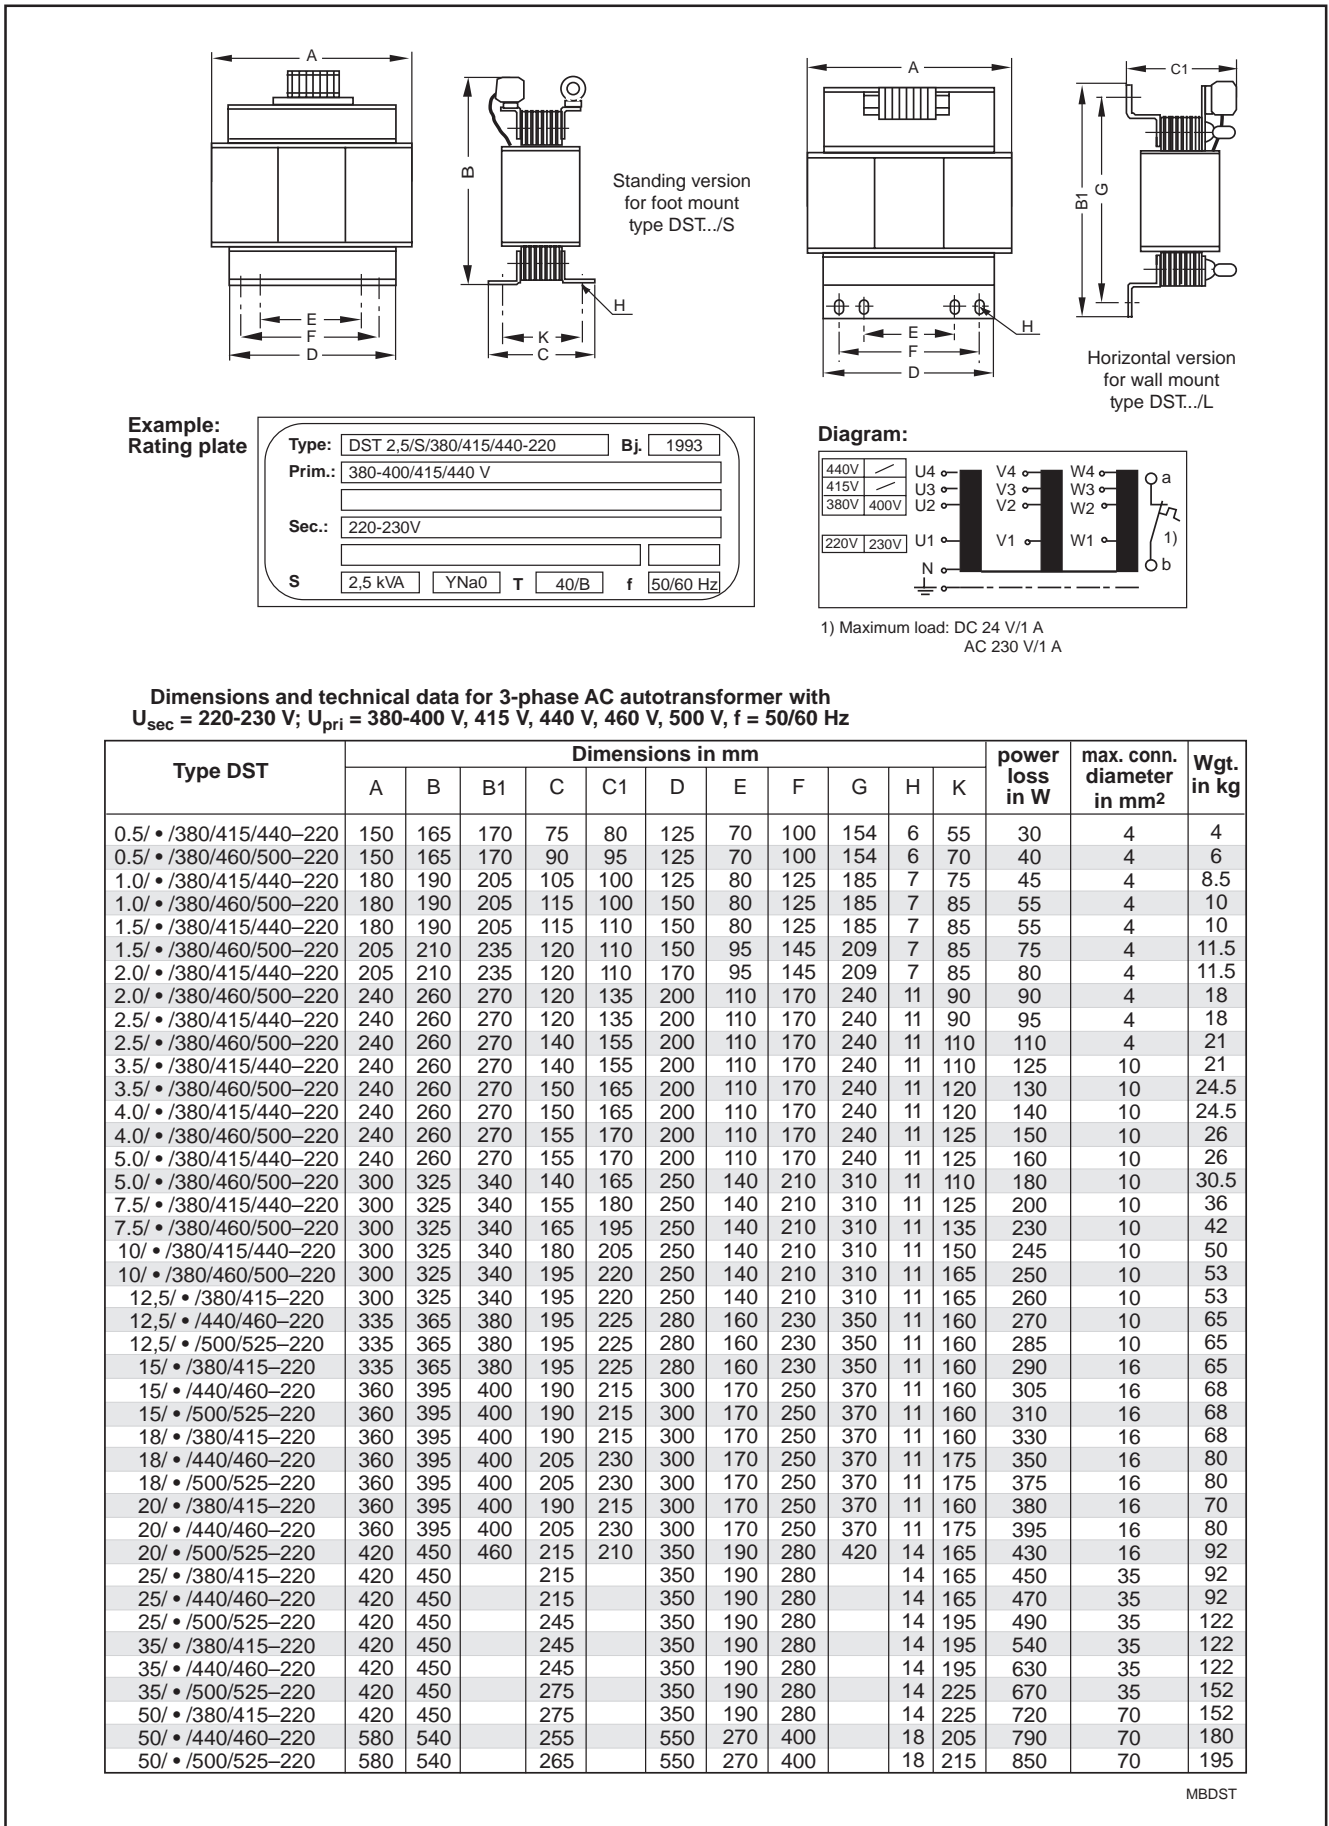 A
B
E
F
D
K
C
H
Standing version
for foot mount
type DST.../S
A
E
F
D
H
C1
B1
G
Horizontal version
for wall mount
type DST.../L
Example:
Rating plate
Type: DST 2,5/S/380/415/440-220 Bj. 1993
Prim.: 380-400/415/440 V
Sec.: 220-230V
S 2,5 kVA YNa0 T 40/B f 50/60 Hz
Diagram:
440V U4 V4 W4 a
415V U3 V3 W3
380V 400V U2 V2 W2
220V 230V U1 V1 W1 1)
N b
1) Maximum load: DC 24 V/1 A
AC 230 V/1 A
Dimensions and technical data for 3-phase AC autotransformer with
Usec = 220-230 V; Upri = 380-400 V, 415 V, 440 V, 460 V, 500 V, f = 50/60 Hz
Type DST Dimensions in mm power loss in W max. conn. diameter in mm2 Wgt. in kg
A B B1 C C1 D E F G H K
0.5/ • /380/415/440–220 150 165 170 75 80 125 70 100 154 6 55 30 4 4
0.5/ • /380/460/500–220 150 165 170 90 95 125 70 100 154 6 70 40 4 6
1.0/ • /380/415/440–220 180 190 205 105 100 125 80 125 185 7 75 45 4 8.5
1.0/ • /380/460/500–220 180 190 205 115 100 150 80 125 185 7 85 55 4 10
1.5/ • /380/415/440–220 180 190 205 115 110 150 80 125 185 7 85 55 4 10
1.5/ • /380/460/500–220 205 210 235 120 110 150 95 145 209 7 85 75 4 11.5
2.0/ • /380/415/440–220 205 210 235 120 110 170 95 145 209 7 85 80 4 11.5
2.0/ • /380/460/500–220 240 260 270 120 135 200 110 170 240 11 90 90 4 18
2.5/ • /380/415/440–220 240 260 270 120 135 200 110 170 240 11 90 95 4 18
2.5/ • /380/460/500–220 240 260 270 140 155 200 110 170 240 11 110 110 4 21
3.5/ • /380/415/440–220 240 260 270 140 155 200 110 170 240 11 110 125 10 21
3.5/ • /380/460/500–220 240 260 270 150 165 200 110 170 240 11 120 130 10 24.5
4.0/ • /380/415/440–220 240 260 270 150 165 200 110 170 240 11 120 140 10 24.5
4.0/ • /380/460/500–220 240 260 270 155 170 200 110 170 240 11 125 150 10 26
5.0/ • /380/415/440–220 240 260 270 155 170 200 110 170 240 11 125 160 10 26
5.0/ • /380/460/500–220 300 325 340 140 165 250 140 210 310 11 110 180 10 30.5
7.5/ • /380/415/440–220 300 325 340 155 180 250 140 210 310 11 125 200 10 36
7.5/ • /380/460/500–220 300 325 340 165 195 250 140 210 310 11 135 230 10 42
10/ • /380/415/440–220 300 325 340 180 205 250 140 210 310 11 150 245 10 50
10/ • /380/460/500–220 300 325 340 195 220 250 140 210 310 11 165 250 10 53
12,5/ • /380/415–220 300 325 340 195 220 250 140 210 310 11 165 260 10 53
12,5/ • /440/460–220 335 365 380 195 225 280 160 230 350 11 160 270 10 65
12,5/ • /500/525–220 335 365 380 195 225 280 160 230 350 11 160 285 10 65
15/ • /380/415–220 335 365 380 195 225 280 160 230 350 11 160 290 16 65
15/ • /440/460–220 360 395 400 190 215 300 170 250 370 11 160 305 16 68
15/ • /500/525–220 360 395 400 190 215 300 170 250 370 11 160 310 16 68
18/ • /380/415–220 360 395 400 190 215 300 170 250 370 11 160 330 16 68
18/ • /440/460–220 360 395 400 205 230 300 170 250 370 11 175 350 16 80
18/ • /500/525–220 360 395 400 205 230 300 170 250 370 11 175 375 16 80
20/ • /380/415–220 360 395 400 190 215 300 170 250 370 11 160 380 16 70
20/ • /440/460–220 360 395 400 205 230 300 170 250 370 11 175 395 16 80
20/ • /500/525–220 420 450 460 215 210 350 190 280 420 14 165 430 16 92
25/ • /380/415–220 420 450 215 350 190 280 14 165 450 35 92
25/ • /440/460–220 420 450 215 350 190 280 14 165 470 35 92
25/ • /500/525–220 420 450 245 350 190 280 14 195 490 35 122
35/ • /380/415–220 420 450 245 350 190 280 14 195 540 35 122
35/ • /440/460–220 420 450 245 350 190 280 14 195 630 35 122
35/ • /500/525–220 420 450 275 350 190 280 14 225 670 35 152
50/ • /380/415–220 420 450 275 350 190 280 14 225 720 70 152
50/ • /440/460–220 580 540 255 550 270 400 18 205 790 70 180
50/ • /500/525–220 580 540 265 550 270 400 18 215 850 70 195
MBDST